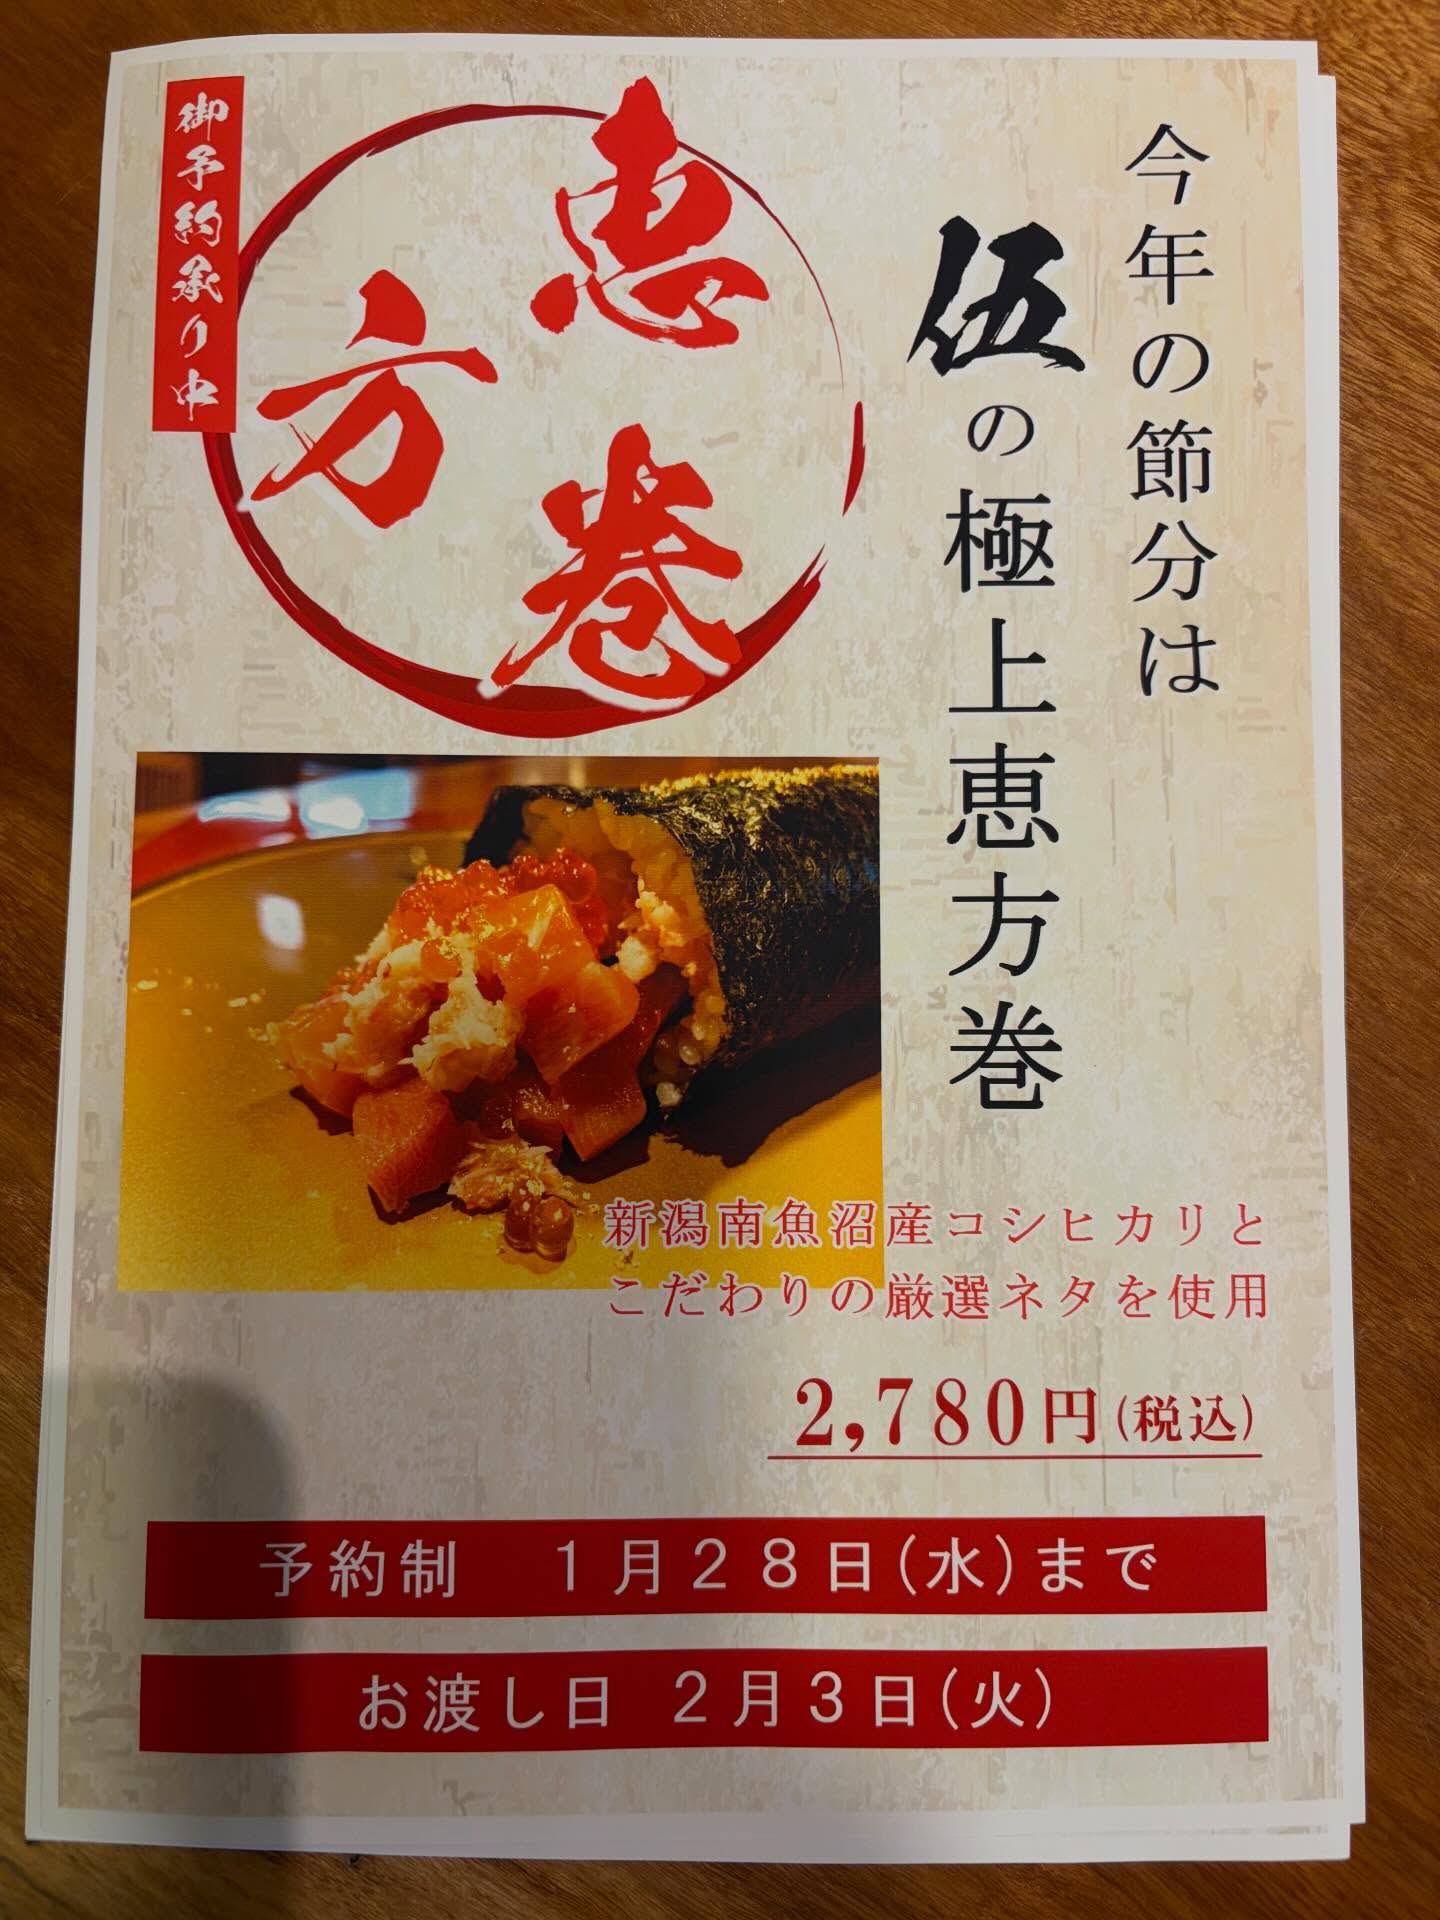 今年の節分は
伍の極上恵方巻
恵方巻
御予約承り中
新潟南魚沼産コシヒカリと
こだわりの厳選ネタを使用
2,780円(税込)
予約制　1月28日(水)まで
お渡し日 2月3日(火)